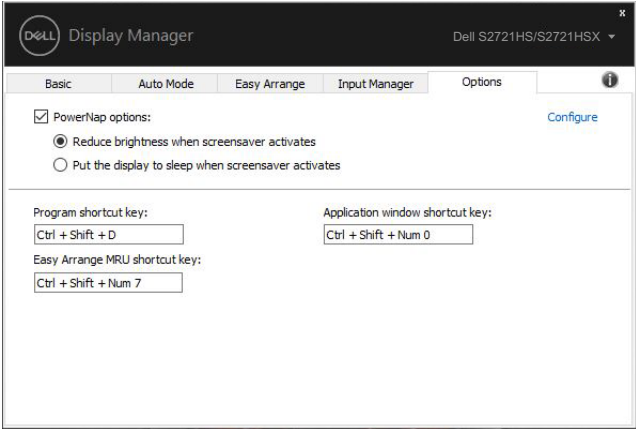 x
DELL Display Manager
Dell S2721HS/S2721HSX
Basic Auto Mode Easy Arrange Input Manager Options
i
PowerNap options:
Configure
Reduce brightness when screensaver activates
Put the display to sleep when screensaver activates
Program shortcut key:
Application window shortcut key:
Ctrl + Shift + D
Ctrl + Shift + Num 0
Easy Arrange MRU shortcut key:
Ctrl + Shift + Num 7